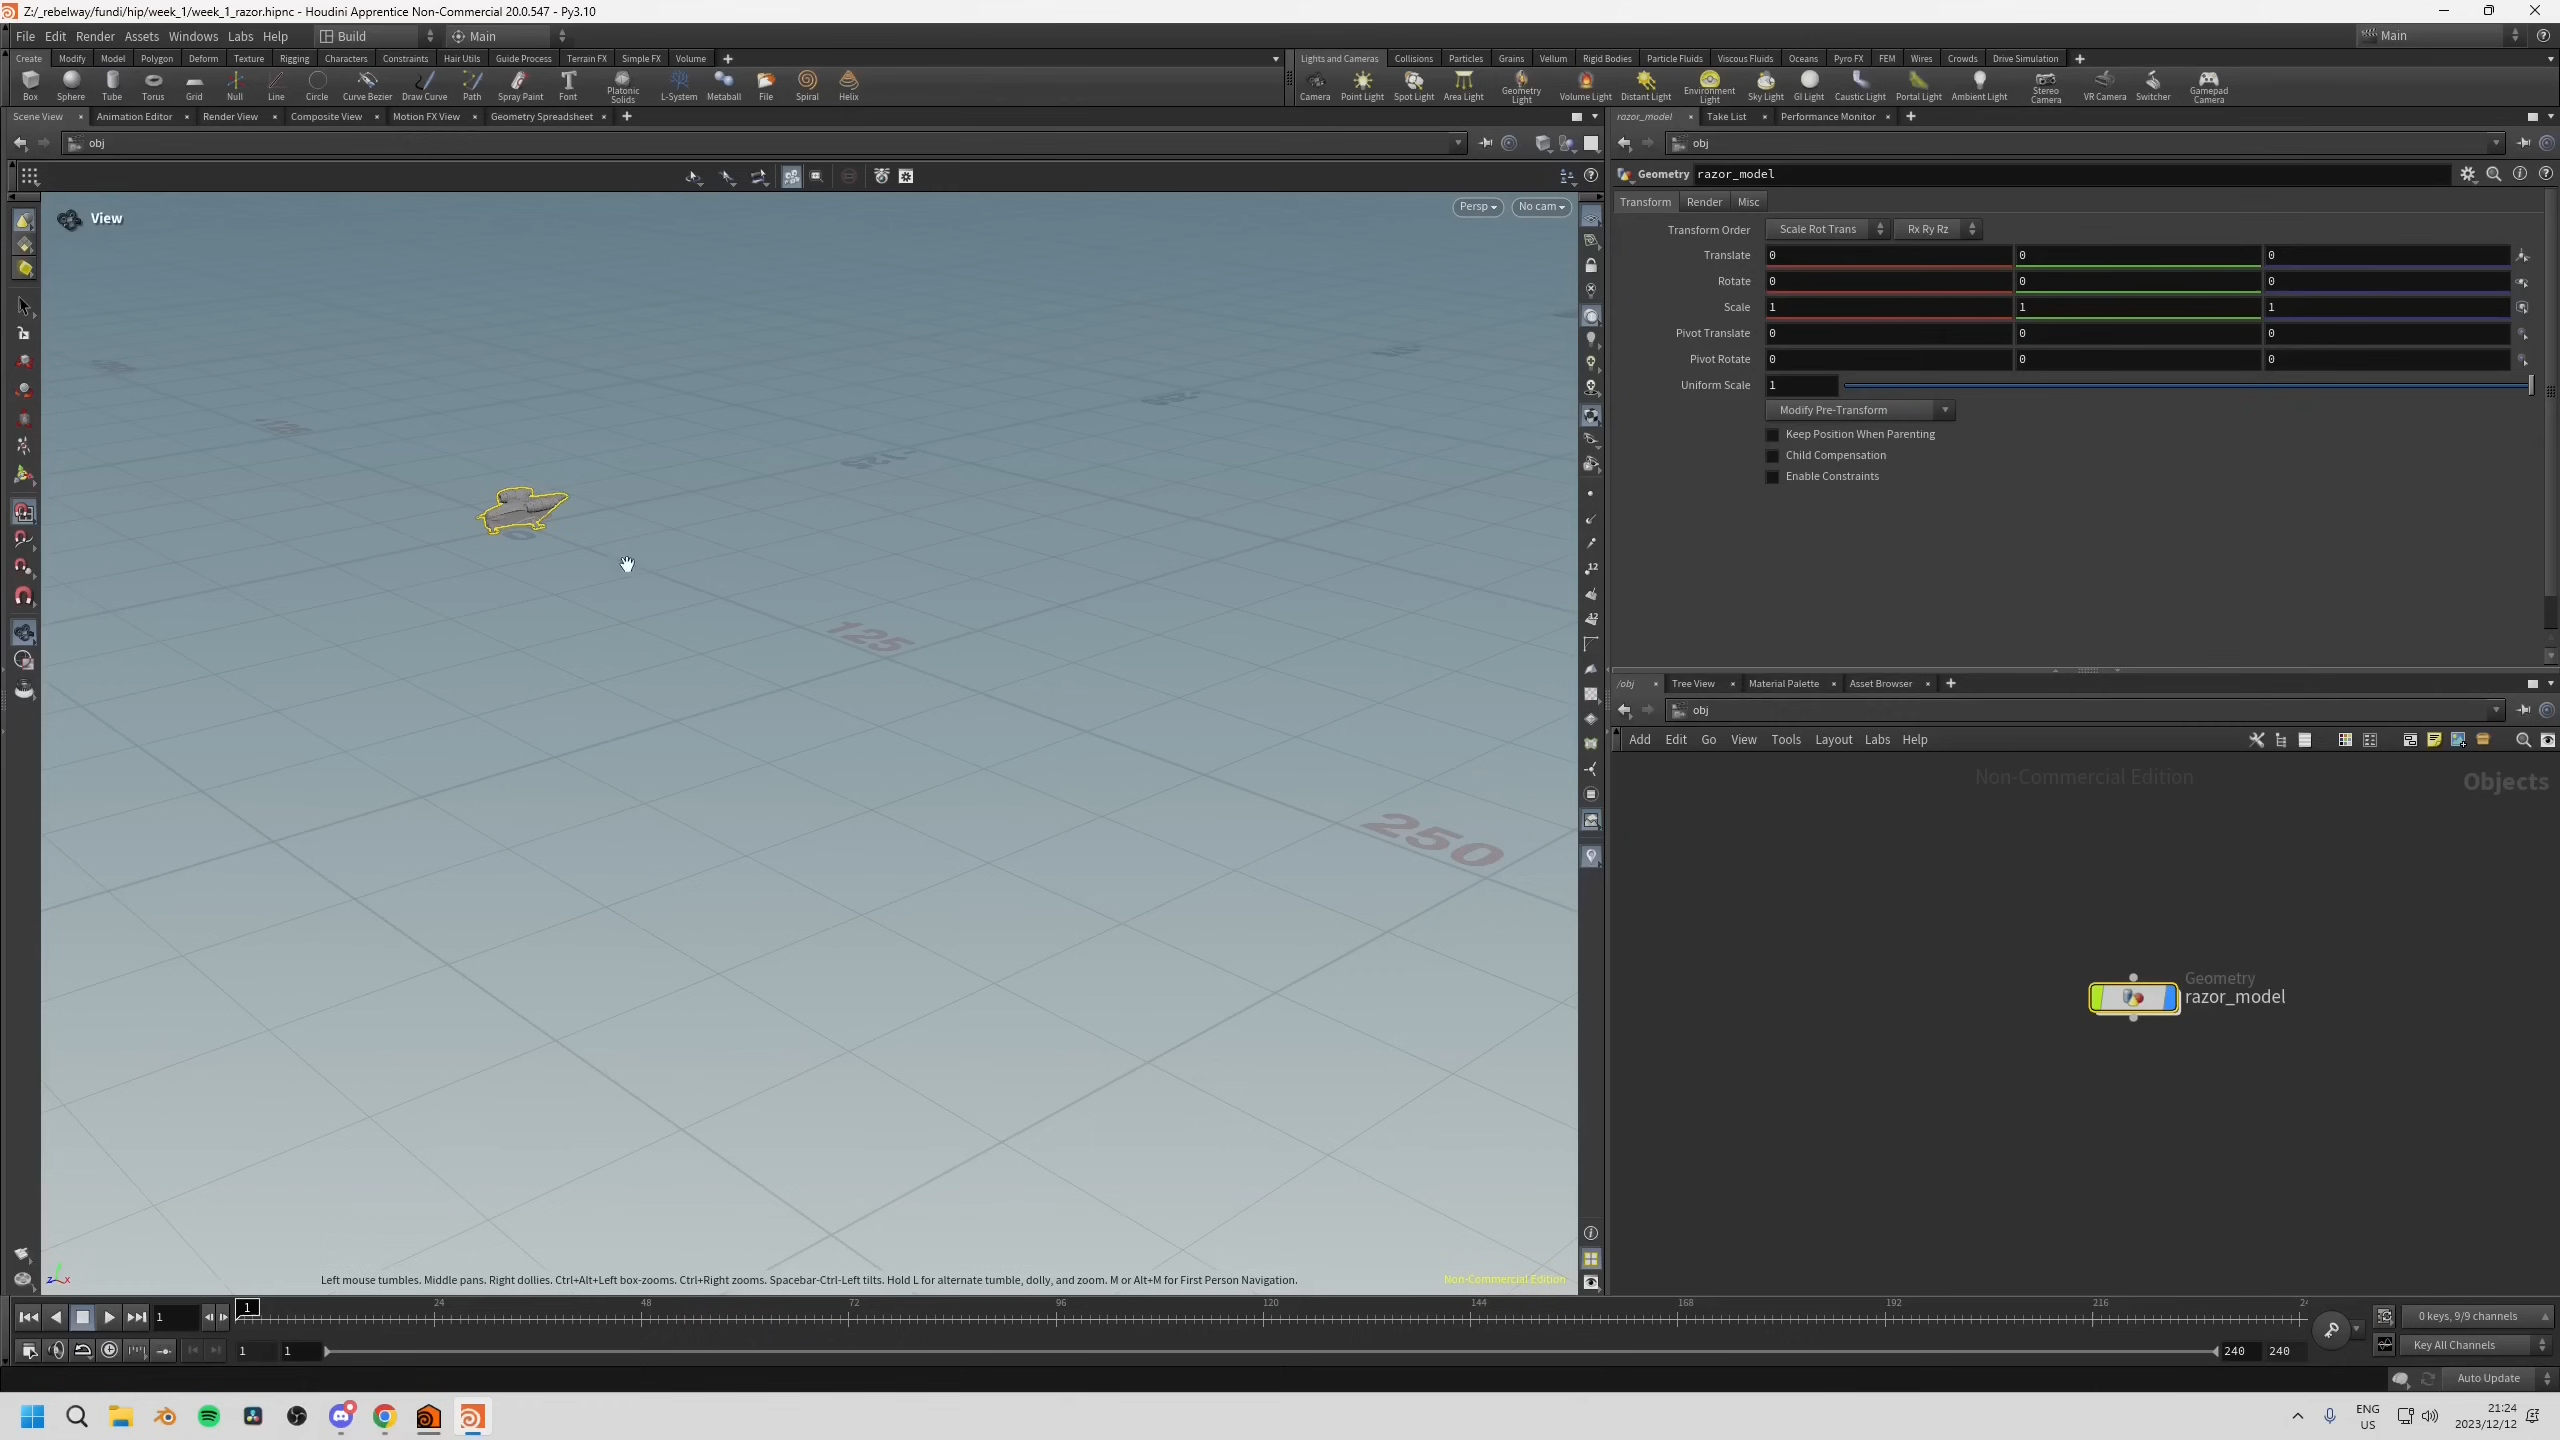 Z:/_rebelway/fundi/hip/week_1/week_1_razor.hipnc - Houdini Apprentice Non-Commercial 20.0.547 - Py3.10
File Edit Render Assets Windows Labs Help Build Main Main
Create Modify Model Polygon Deform Texture Rigging Characters Constraints Hair Utils Guide Process Terrain FX Simple FX Volume
Lights and Cameras Collisions Particles Grains Vellum Rigid Bodies Particle Fluids Viscous Fluids Oceans Pyro FX FEM Wires Crowds Drive Simulation
Box Sphere Tube Torus Grid Null Line Circle Curve Bezier Draw Curve Path Spray Paint Font Platonic Solids L-System Metaball File Spiral Helix
Camera Point Light Spot Light Area Light Geometry Light Volume Light Distant Light Environment Light Sky Light GI Light Caustic Light Portal Light Ambient Light Stereo Camera VR Camera Switcher Gamepad Camera
Scene View Animation Editor Render View Composite View Motion FX View Geometry Spreadsheet
razor_model Take List Performance Monitor
obj
obj
Geometry razor_model
View
Persp No cam
Transform Render Misc
Transform Order Scale Rot Trans Rx Ry Rz
Translate 0 0 0
Rotate 0 0 0
Scale 1 1 1
Pivot Translate 0 0 0
Pivot Rotate 0 0 0
Uniform Scale 1
Modify Pre-Transform
Keep Position When Parenting
Child Compensation
Enable Constraints
0
125
250
/obj Tree View Material Palette Asset Browser
obj
Add Edit Go View Tools Layout Labs Help
Non-Commercial Edition
Objects
Geometry
razor_model
z x
Left mouse tumbles. Middle pans. Right dollies. Ctrl+Alt+Left box-zooms. Ctrl+Right zooms. Spacebar-Ctrl-Left tilts. Hold L for alternate tumble, dolly, and zoom. M or Alt+M for First Person Navigation.
Non-Commercial Edition
1 1 24 48 72 96 120 144 168 192 216
0 keys, 9/9 channels
1 1 240 240
Key All Channels
Auto Update
ENG
US
21:24
2023/12/12